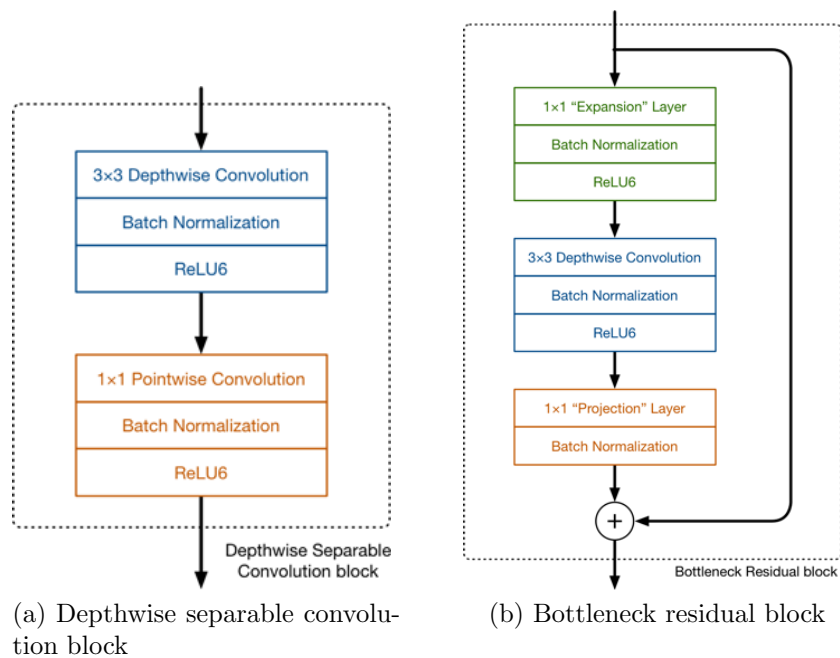 3×3 Depthwise Convolution
Batch Normalization
ReLU6
1×1 Pointwise Convolution
Batch Normalization
ReLU6
Depthwise Separable
Convolution block
(a) Depthwise separable convolu-
tion block
1×1 “Expansion” Layer
Batch Normalization
ReLU6
3×3 Depthwise Convolution
Batch Normalization
ReLU6
1×1 “Projection” Layer
Batch Normalization
+
Bottleneck Residual block
(b) Bottleneck residual block